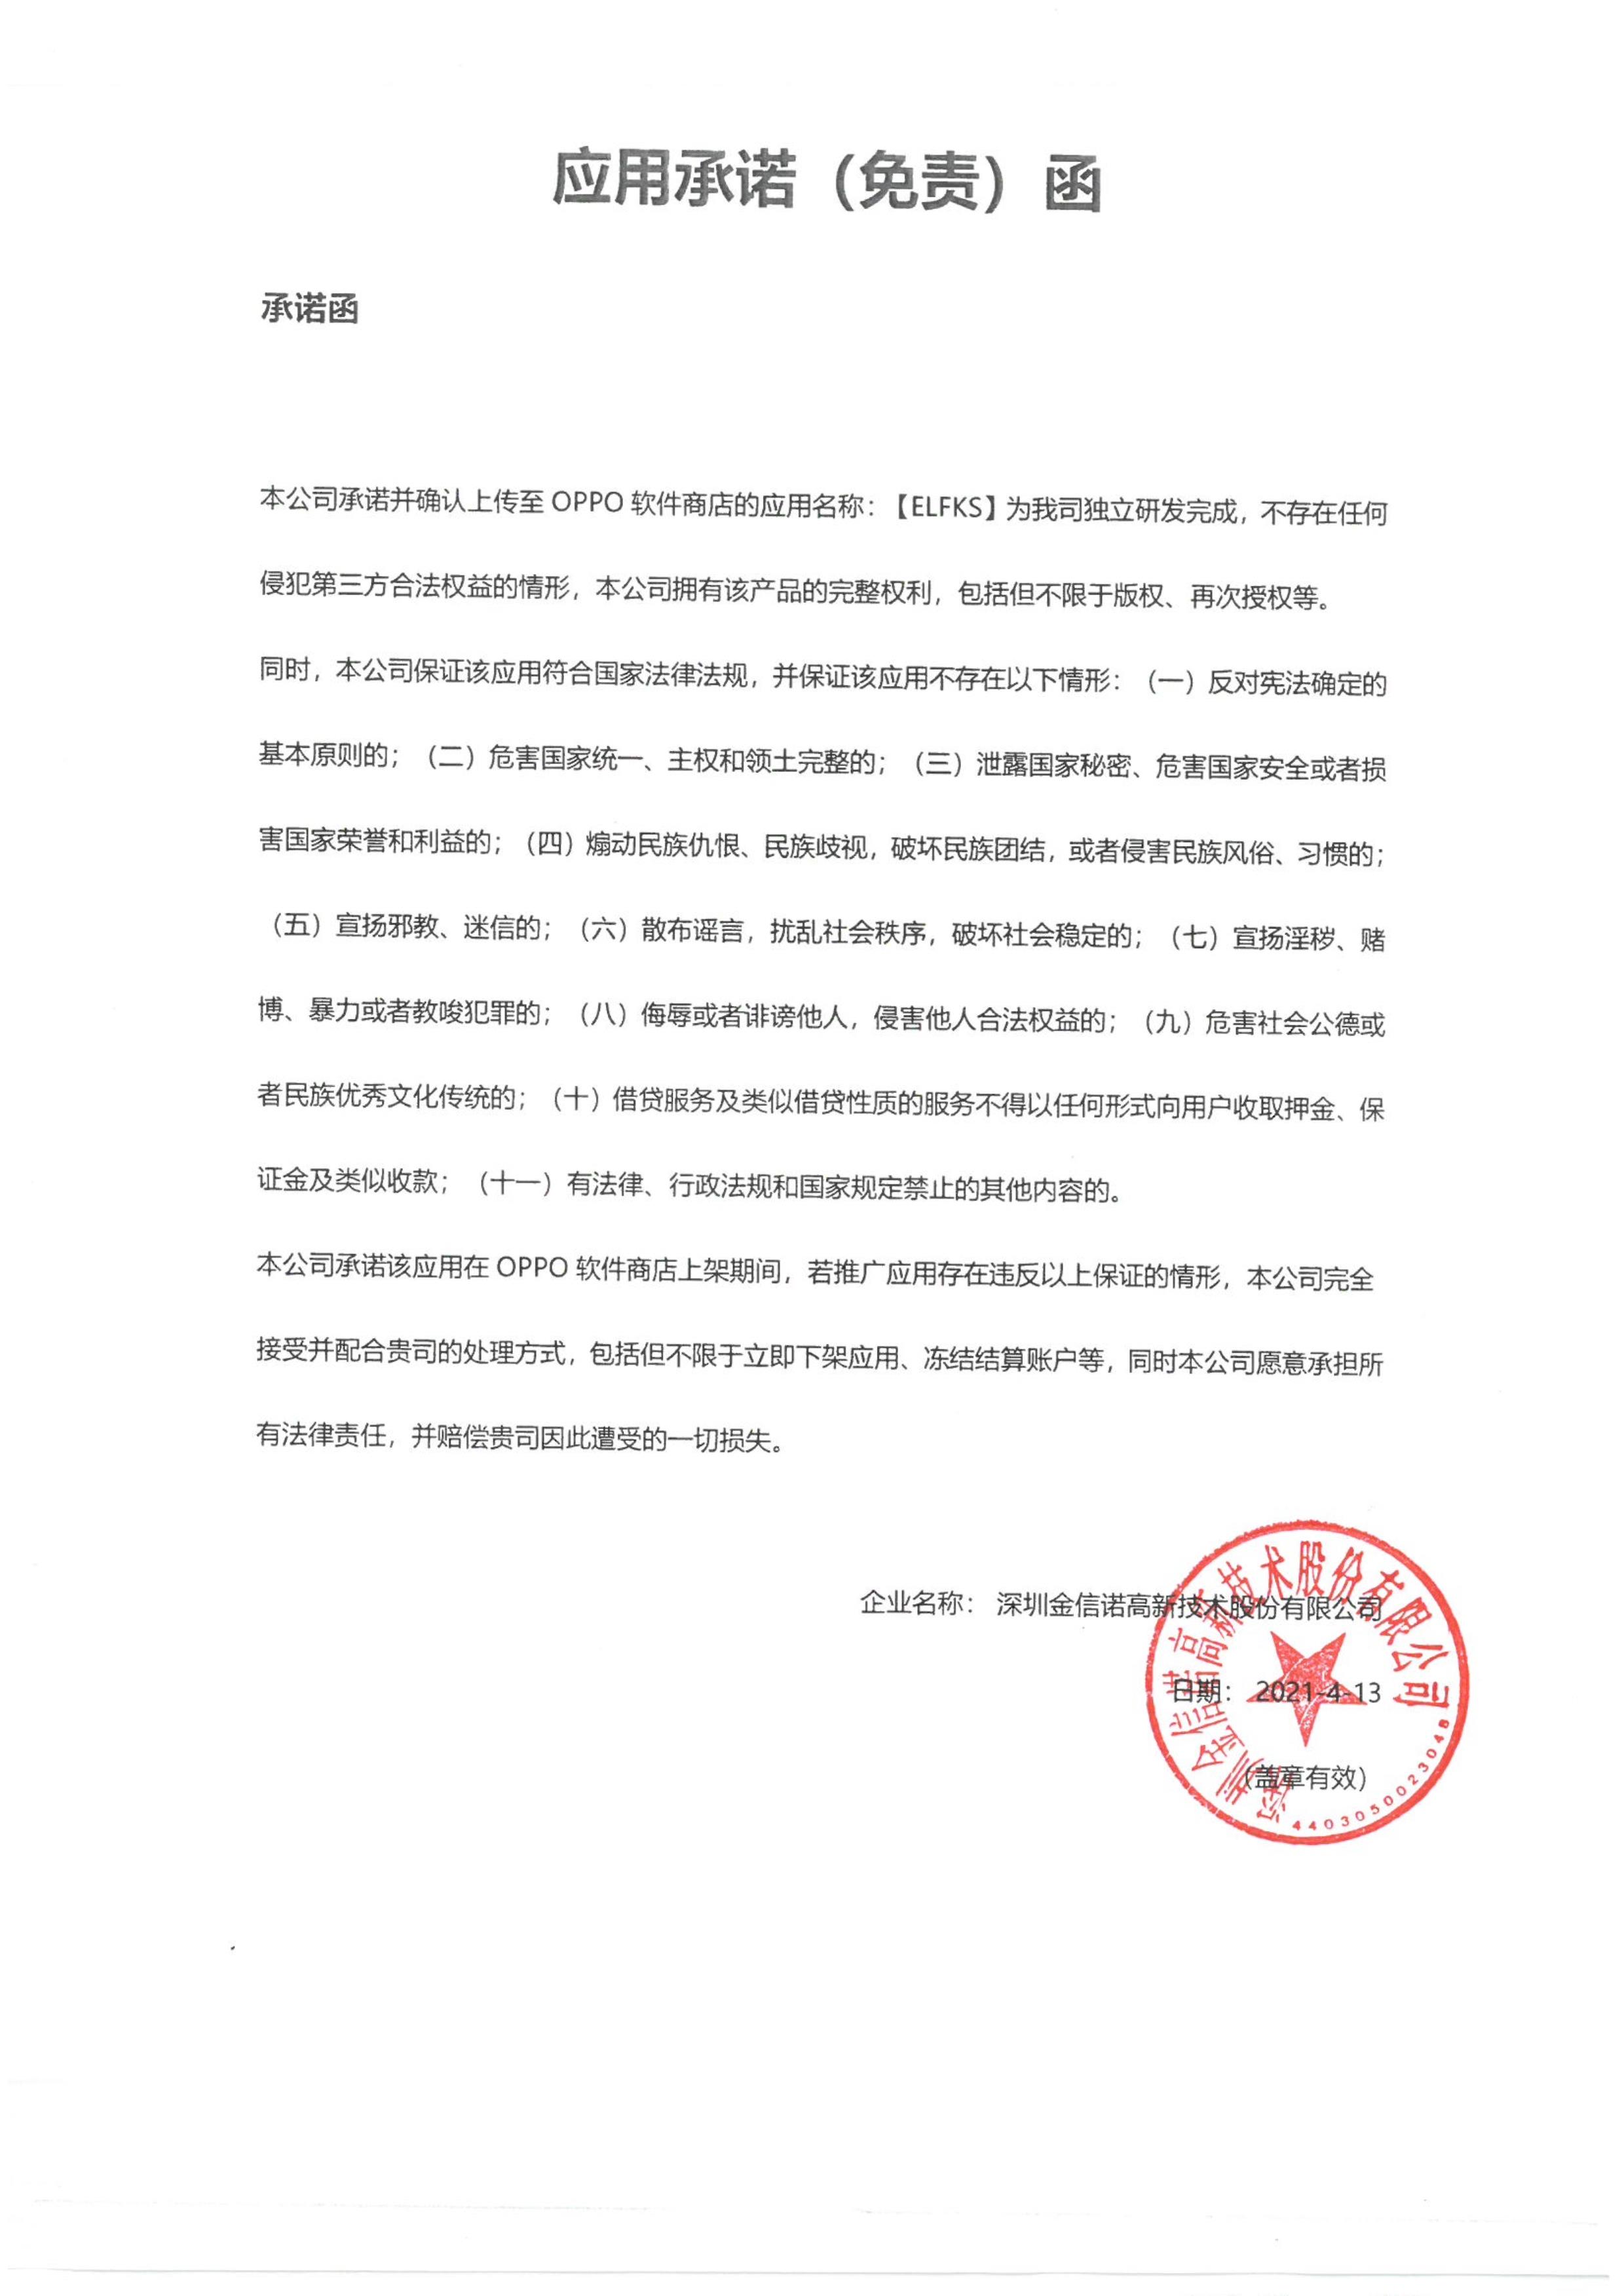 应用承诺（免责）函
承诺函
本公司承诺并确认上传至 OPPO 软件商店的应用名称：【ELFKS】为我司独立研发完成，不存在任何
侵犯第三方合法权益的情形，本公司拥有该产品的完整权利，包括但不限于版权、再次授权等。
同时，本公司保证该应用符合国家法律法规，并保证该应用不存在以下情形：（一）反对宪法确定的
基本原则的；（二）危害国家统一、主权和领土完整的；（三）泄露国家秘密、危害国家安全或者损
害国家荣誉和利益的；（四）煽动民族仇恨、民族歧视，破坏民族团结，或者侵害民族风俗、习惯的；
（五）宣扬邪教、迷信的；（六）散布谣言，扰乱社会秩序，破坏社会稳定的；（七）宣扬淫秽、赌
博、暴力或者教唆犯罪的；（八）侮辱或者诽谤他人，侵害他人合法权益的；（九）危害社会公德或
者民族优秀文化传统的；（十）借贷服务及类似借贷性质的服务不得以任何形式向用户收取押金、保
证金及类似收款；（十一）有法律、行政法规和国家规定禁止的其他内容的。
本公司承诺该应用在 OPPO 软件商店上架期间，若推广应用存在违反以上保证的情形，本公司完全
接受并配合贵司的处理方式，包括但不限于立即下架应用、冻结结算账户等，同时本公司愿意承担所
有法律责任，并赔偿贵司因此遭受的一切损失。
企业名称： 深圳金信诺高新技术股份有限公司
日期： 2021-4-13
（盖章有效）
深圳金信诺高新技术股份有限公司
4403050023048